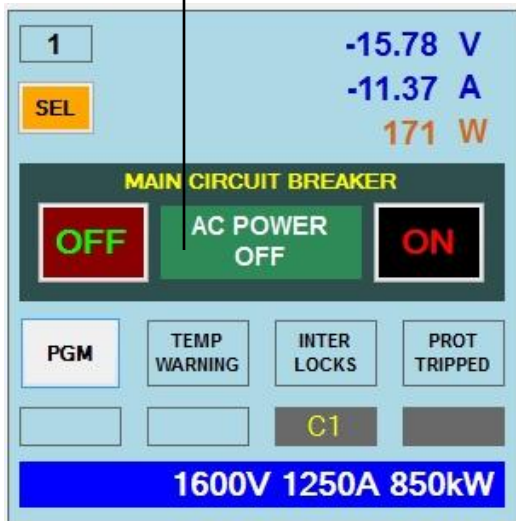 1
-15.78 V
SEL
-11.37 A
171 W
MAIN CIRCUIT BREAKER
OFF
AC POWER
OFF
ON
PGM
TEMP
WARNING
INTER
LOCKS
PROT
TRIPPED
C1
1600V 1250A 850kW